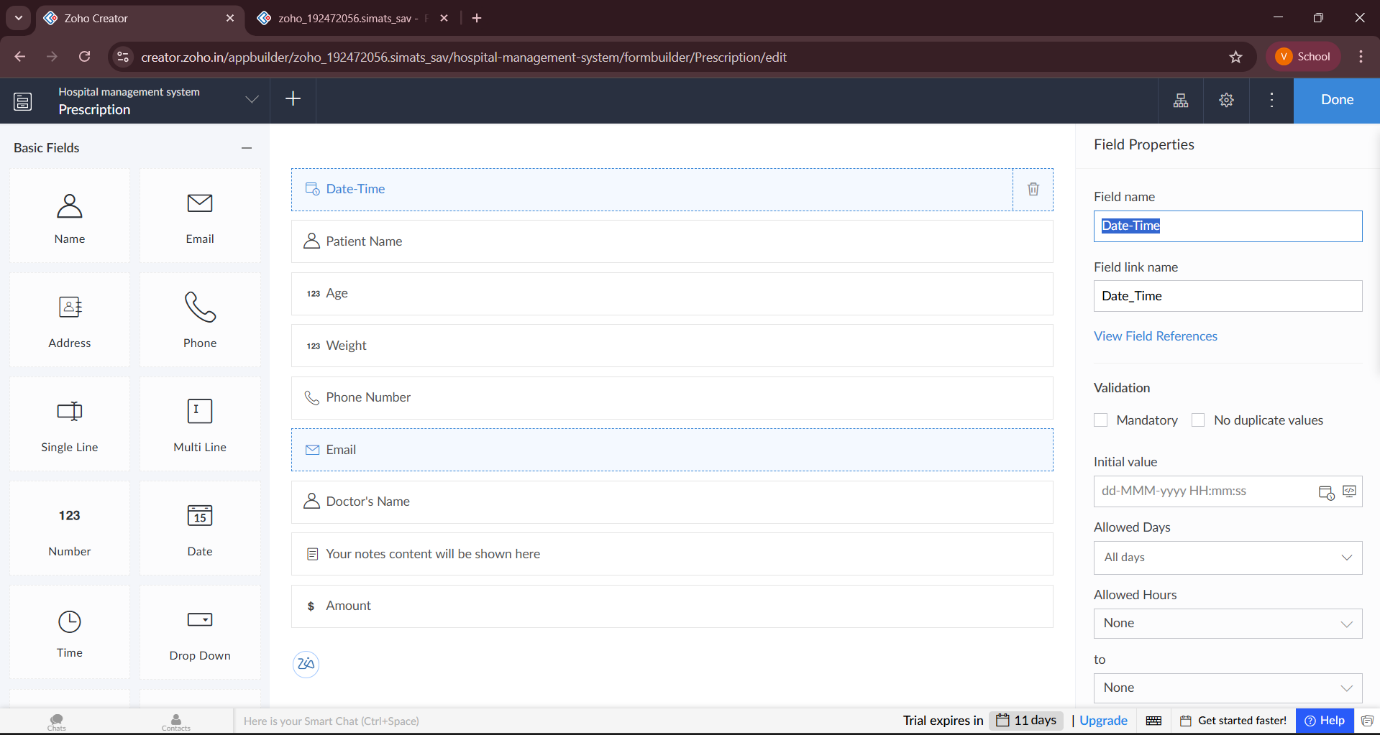 Zoho Creator
zoho_192472056.simats_sav -
creator.zoho.in/appbuilder/zoho_192472056.simats_sav/hospital-management-system/formbuilder/Prescription/edit
V School
Hospital management system
Prescription
Done
Basic Fields
Name
Email
Address
Phone
Single Line
Multi Line
123
Number
15
Date
Time
Drop Down
Date-Time
Patient Name
123 Age
123 Weight
Phone Number
Email
Doctor's Name
Your notes content will be shown here
$ Amount
Zia
Field Properties
Field name
Date-Time
Field link name
Date_Time
View Field References
Validation
Mandatory
No duplicate values
Initial value
dd-MMM-yyyy HH:mm:ss
Allowed Days
All days
Allowed Hours
None
to
None
Chats
Contacts
Here is your Smart Chat (Ctrl+Space)
Trial expires in 11 days | Upgrade
Get started faster!
Help